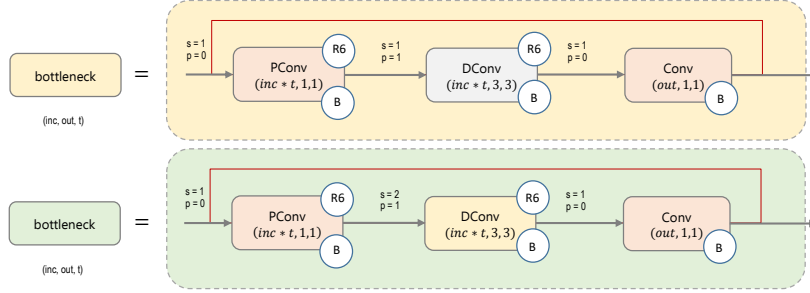 s = 1
p = 0
R6
s = 1
p = 1
R6
s = 1
p = 0
bottleneck
=
PConv
(inc * t, 1,1)
DConv
(inc * t, 3,3)
Conv
(out, 1,1)
B
B
B
(inc, out, t)
s = 1
p = 0
R6
s = 2
p = 1
R6
s = 1
p = 0
bottleneck
=
PConv
(inc * t, 1,1)
DConv
(inc * t, 3,3)
Conv
(out, 1,1)
B
B
B
(inc, out, t)